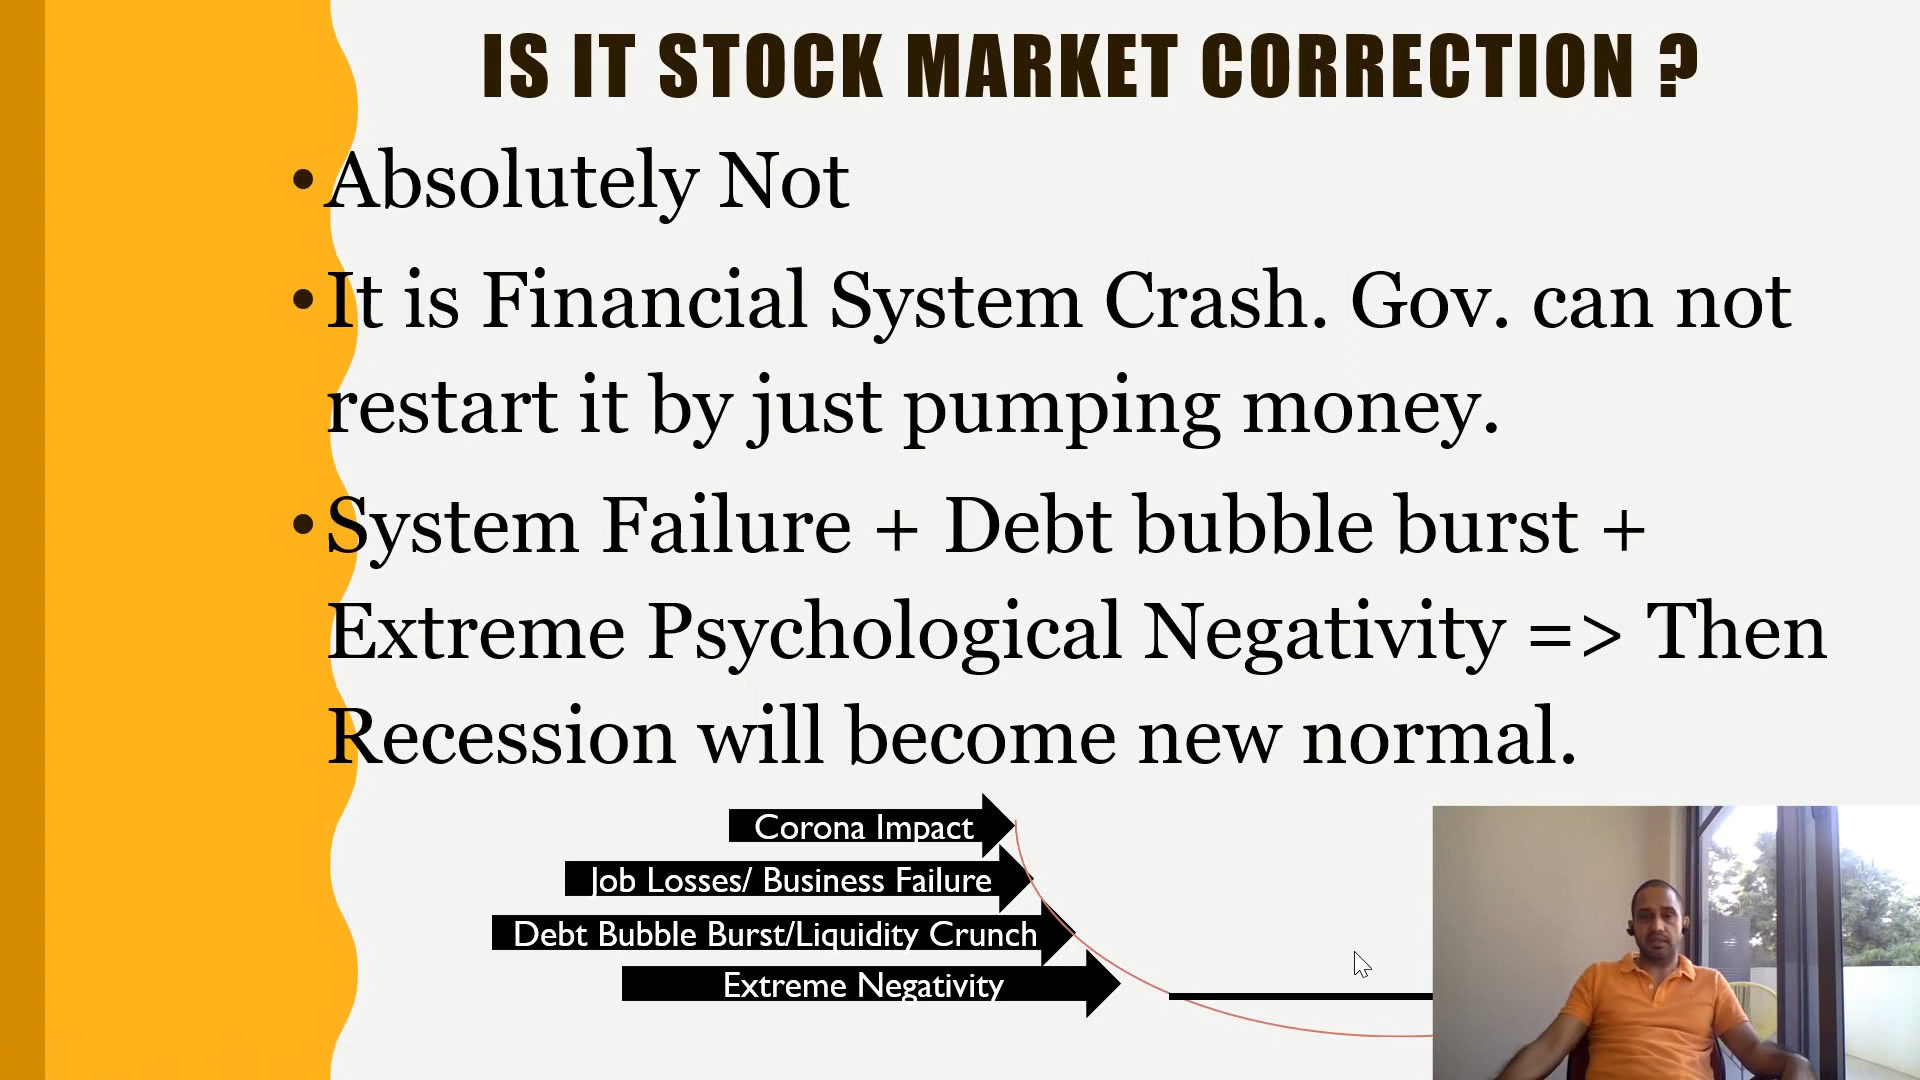 IS IT STOCK MARKET CORRECTION ?
• Absolutely Not
• It is Financial System Crash. Gov. can not
restart it by just pumping money.
• System Failure + Debt bubble burst +
Extreme Psychological Negativity => Then
Recession will become new normal.
Corona Impact
Job Losses/ Business Failure
Debt Bubble Burst/Liquidity Crunch
Extreme Negativity